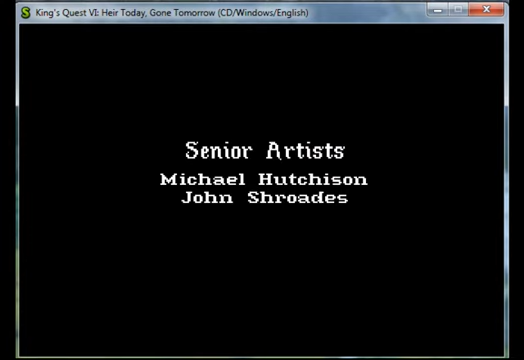 King's Quest VI: Heir Today, Gone Tomorrow (CD/Windows/English)
Senior Artists
Michael Hutchison
John Shroades